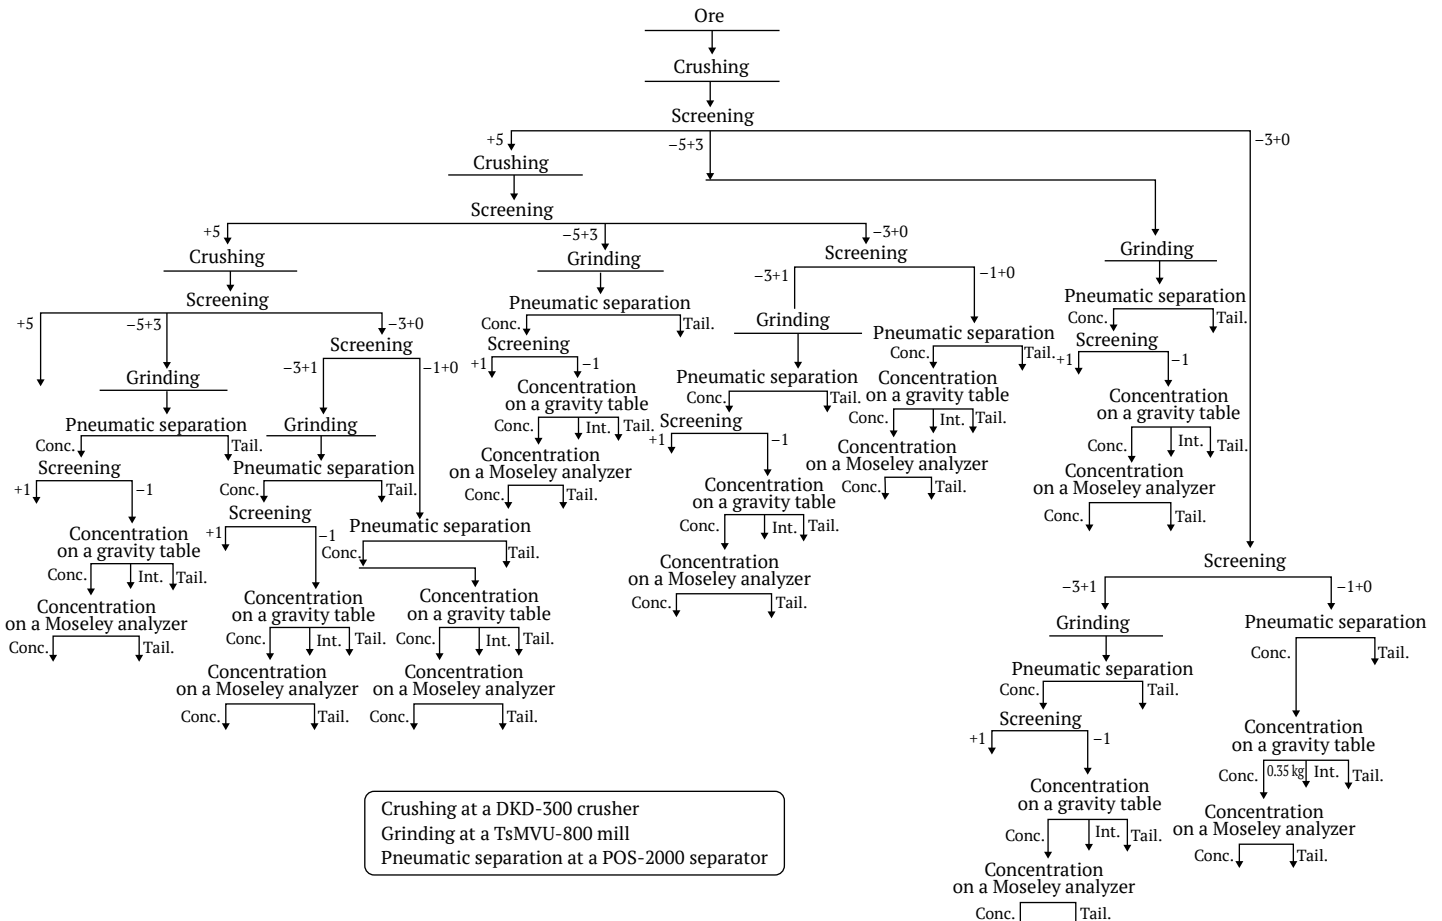 Ore
Crushing
Screening
+5
−5+3
−3+0
Crushing
Screening
+5
−5+3
−3+0
Crushing
Grinding
Screening
Grinding
−3+1
−1+0
Screening
Pneumatic separation
Pneumatic separation
+5
−5+3
−3+0
Conc.
Tail.
Grinding
Pneumatic separation
Conc.
Tail.
Screening
Screening
Conc.
Tail.
Screening
−3+1
−1+0
+1
−1
+1
−1
Grinding
Concentration
on a gravity table
Pneumatic separation
Concentration
on a gravity table
Concentration
on a gravity table
Conc.
Tail.
Pneumatic separation
Grinding
Conc.
Int.
Tail.
Screening
Conc.
Int.
Tail.
Conc.
Int.
Tail.
Conc.
Tail.
+1
−1
Screening
Pneumatic separation
Concentration
on a Moseley analyzer
Concentration
on a Moseley analyzer
Concentration
on a Moseley analyzer
+1
−1
Conc.
Tail.
Conc.
Tail.
Concentration
on a gravity table
Conc.
Tail.
Conc.
Tail.
Screening
Pneumatic separation
Conc.
Int.
Tail.
Concentration
on a gravity table
+1
−1
Conc.
Tail.
Concentration
on a Moseley analyzer
Screening
Conc.
Int.
Tail.
Concentration
on a gravity table
Concentration
on a gravity table
Conc.
Tail.
−3+1
−1+0
Concentration
on a Moseley analyzer
Conc.
Int.
Tail.
Conc.
Int.
Tail.
Grinding
Pneumatic separation
Conc.
Tail.
Concentration
on a Moseley analyzer
Concentration
on a Moseley analyzer
Pneumatic separation
Conc.
Tail.
Conc.
Tail.
Conc.
Tail.
Conc.
Tail.
Screening
Concentration
on a gravity table
+1
−1
Conc.
0.35 kg
Int.
Tail.
Concentration
on a gravity table
Concentration
on a Moseley analyzer
Conc.
Int.
Tail.
Conc.
Tail.
Concentration
on a Moseley analyzer
Conc.
Tail.
Crushing at a DKD-300 crusher
Grinding at a TsMVU-800 mill
Pneumatic separation at a POS-2000 separator